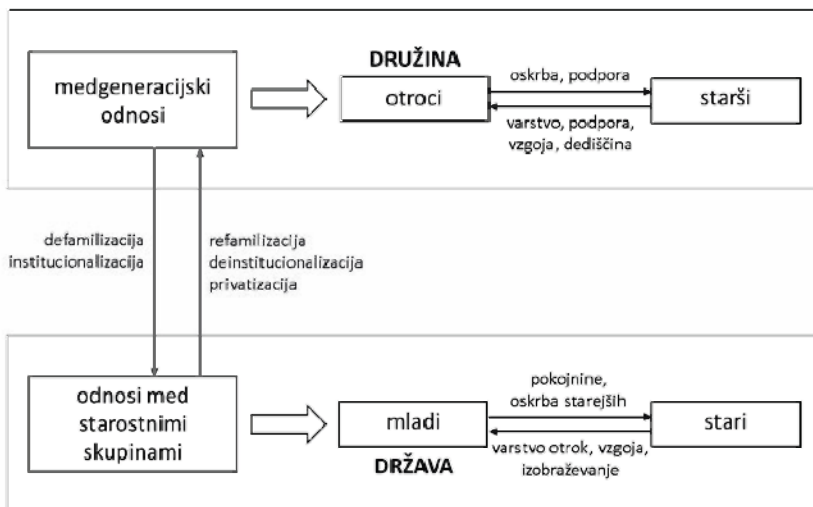 medgeneracijski
odnosi
DRUŽINA
otroci
oskrba, podpora
varstvo, podpora,
vzgoja, dediščina
starši
defamilizacija
institucionalizacija
refamilizacija
deinstitucionalizacija
privatizacija
odnosi med
starostnimi
skupinami
mladi
DRŽAVA
pokojnine,
oskrba starejših
varstvo otrok, vzgoja,
izobraževanje
stari